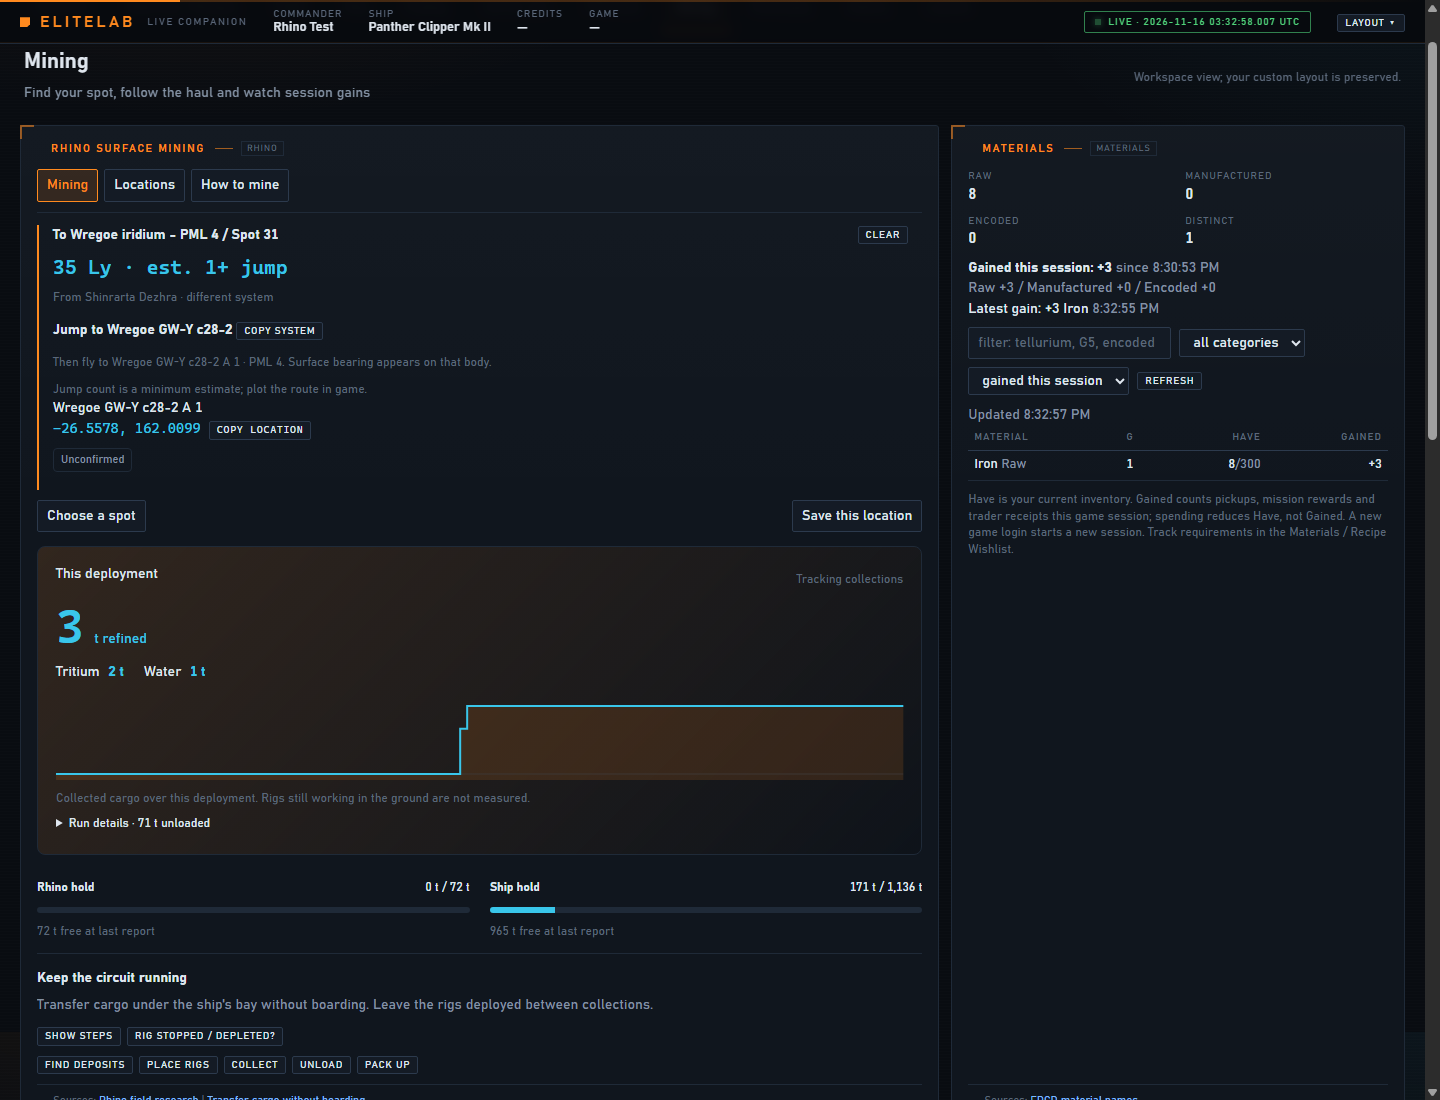 ELITELAB LIVE COMPANION
COMMANDER
Rhino Test
SHIP
Panther Clipper Mk II
CREDITS
—
GAME
—
LIVE · 2026-11-16 03:32:58.007 UTC
LAYOUT ▾
Mining
Find your spot, follow the haul and watch session gains
Workspace view; your custom layout is preserved.
RHINO SURFACE MINING — RHINO
Mining
Locations
How to mine
To Wregoe iridium – PML 4 / Spot 31
CLEAR
35 Ly · est. 1+ jump
From Shinrarta Dezhra · different system
Jump to Wregoe GW-Y c28-2 COPY SYSTEM
Then fly to Wregoe GW-Y c28-2 A 1 · PML 4. Surface bearing appears on that body.
Jump count is a minimum estimate; plot the route in game.
Wregoe GW-Y c28-2 A 1
−26.5578, 162.0099 COPY LOCATION
Unconfirmed
Choose a spot
Save this location
This deployment
Tracking collections
3 t refined
Tritium 2 t Water 1 t
Collected cargo over this deployment. Rigs still working in the ground are not measured.
▶ Run details · 71 t unloaded
Rhino hold 0 t / 72 t
72 t free at last report
Ship hold 171 t / 1,136 t
965 t free at last report
Keep the circuit running
Transfer cargo under the ship's bay without boarding. Leave the rigs deployed between collections.
SHOW STEPS
RIG STOPPED / DEPLETED?
FIND DEPOSITS
PLACE RIGS
COLLECT
UNLOAD
PACK UP
Sources: Rhino field research | Transfer cargo without boarding
MATERIALS — MATERIALS
RAW
8
MANUFACTURED
0
ENCODED
0
DISTINCT
1
Gained this session: +3 since 8:30:53 PM
Raw +3 / Manufactured +0 / Encoded +0
Latest gain: +3 Iron 8:32:55 PM
filter: tellurium, G5, encoded
all categories
gained this session
REFRESH
Updated 8:32:57 PM
MATERIAL G HAVE GAINED
Iron Raw 1 8/300 +3
Have is your current inventory. Gained counts pickups, mission rewards and
trader receipts this game session; spending reduces Have, not Gained. A new
game login starts a new session. Track requirements in the Materials / Recipe
Wishlist.
Sources: EDCD material names